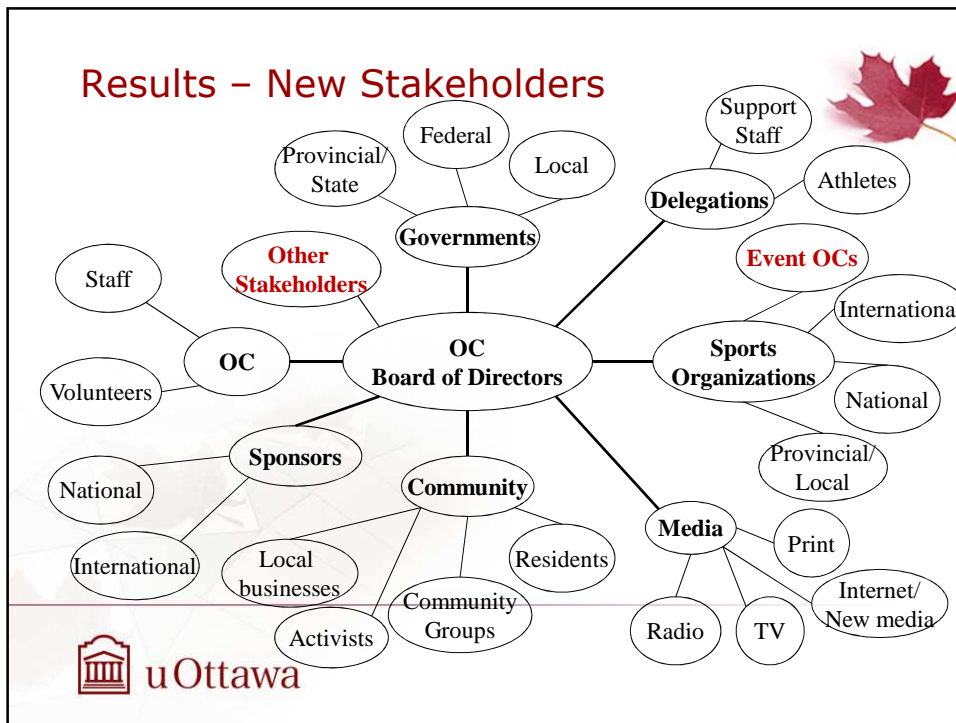 Results – New Stakeholders
Support
Staff
Federal
Provincial/
State
Local
Athletes
Delegations
Governments
Other
Stakeholders
Event OCs
Staff
International
OC
OC
Board of Directors
Sports
Organizations
Volunteers
National
Sponsors
Provincial/
Local
National
Community
Media
Print
Residents
International
Local
businesses
Internet/
New media
Community
Groups
Activists
Radio
TV
uOttawa